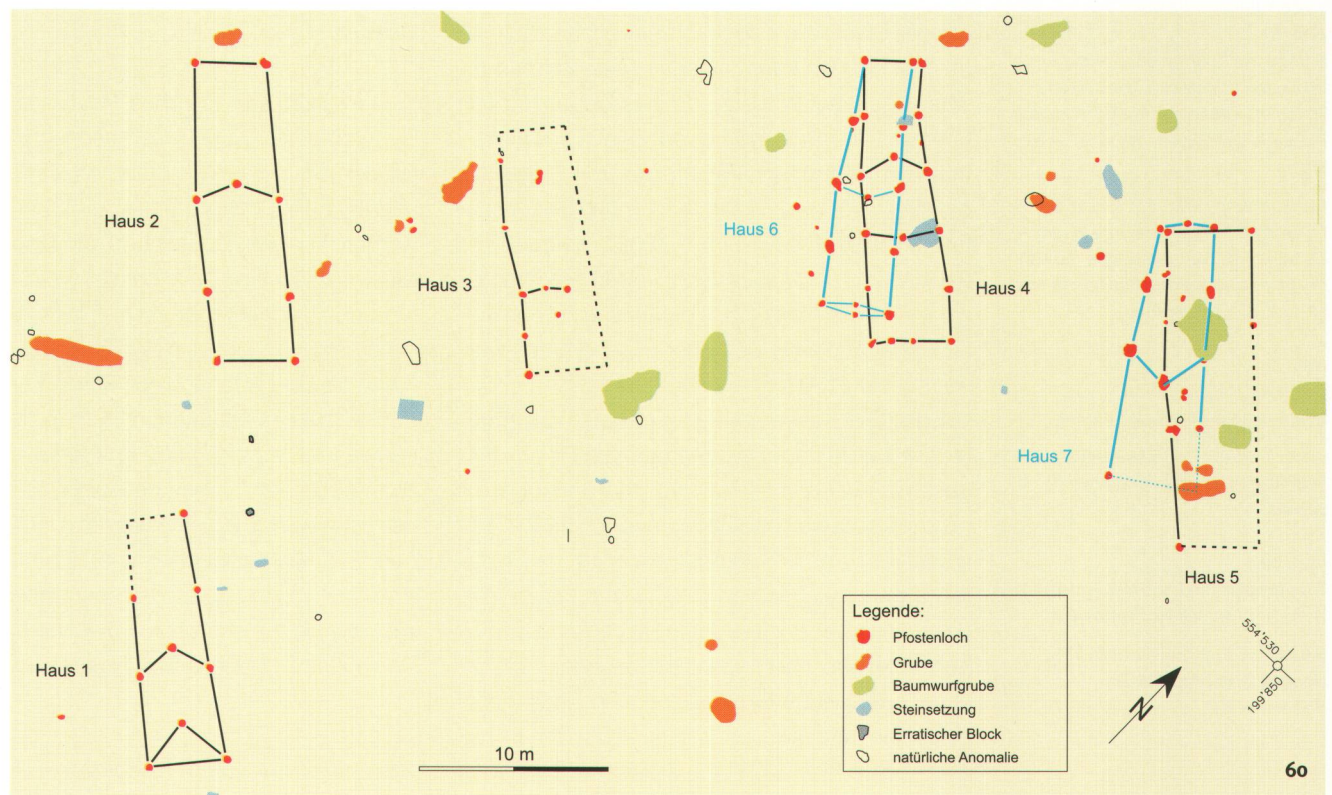 Haus 2
Haus 3
Haus 6
Haus 4
Haus 7
Haus 5
Haus 1
10 m
Legende:
Pfostenloch
Grube
Baumwurfgrube
Steinsetzung
Erratischer Block
natürliche Anomalie
N
554'530
199'850
60